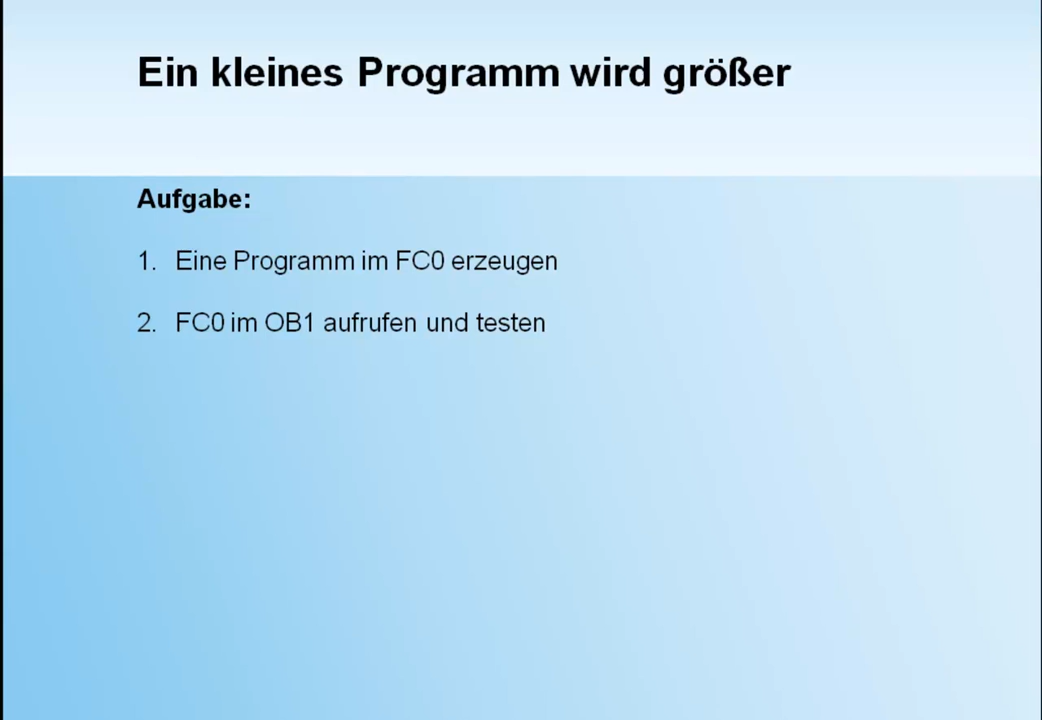 Ein kleines Programm wird größer
Aufgabe:
1. Eine Programm im FC0 erzeugen
2. FC0 im OB1 aufrufen und testen